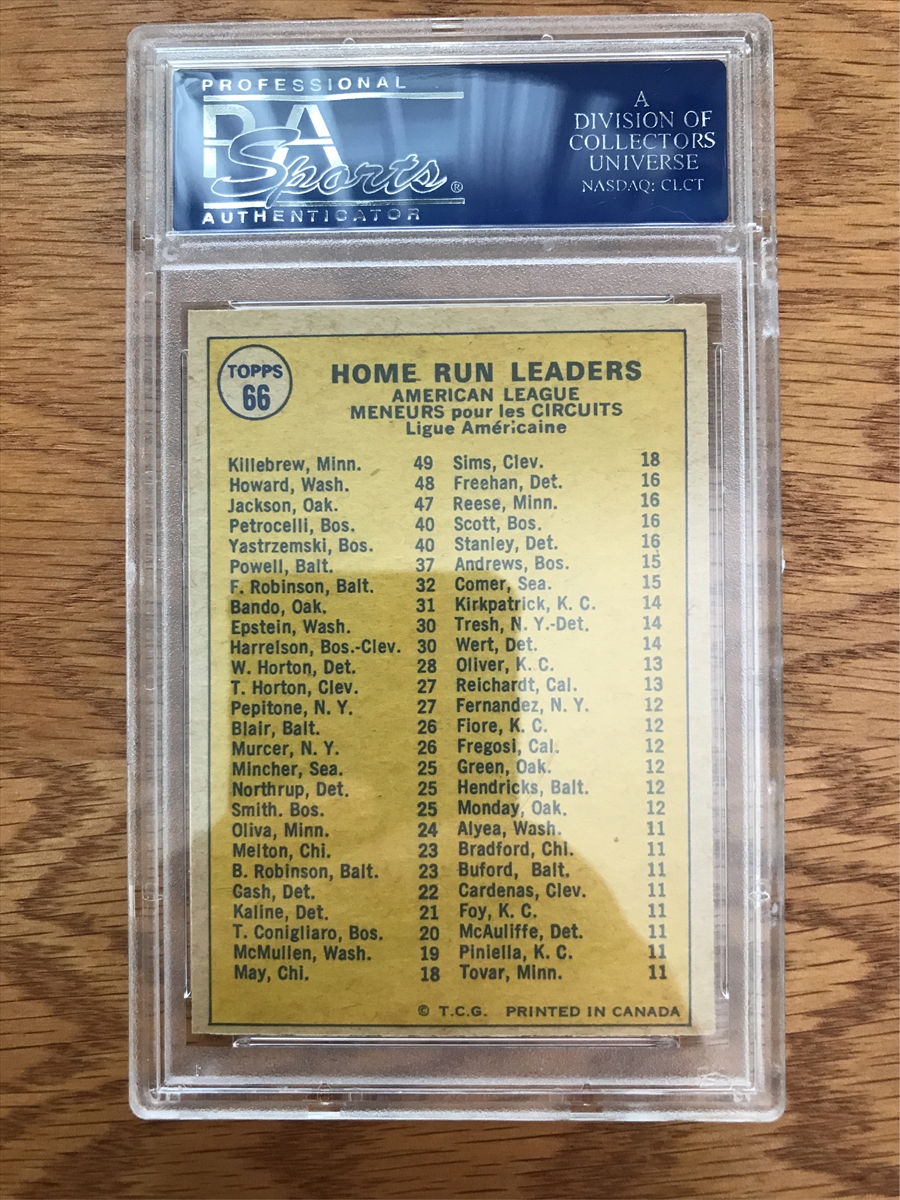 PROFESSIONAL
PSA
Sports®
AUTHENTICATOR
A
DIVISION OF
COLLECTORS
UNIVERSE
NASDAQ: CLCT
TOPPS
66
HOME RUN LEADERS
AMERICAN LEAGUE
MENEURS pour les CIRCUITS
Ligue Américaine
Killebrew, Minn. 49
Howard, Wash. 48
Jackson, Oak. 47
Petrocelli, Bos. 40
Yastrzemski, Bos. 40
Powell, Balt. 37
F. Robinson, Balt. 32
Bando, Oak. 31
Epstein, Wash. 30
Harrelson, Bos.-Clev. 30
W. Horton, Det. 28
T. Horton, Clev. 27
Pepitone, N. Y. 27
Blair, Balt. 26
Murcer, N. Y. 26
Mincher, Sea. 25
Northrup, Det. 25
Smith. Bos. 25
Oliva, Minn. 24
Melton, Chi. 23
B. Robinson, Balt. 23
Cash, Det. 22
Kaline, Det. 21
T. Conigliaro, Bos. 20
McMullen, Wash. 19
May, Chi. 18
Sims, Clev. 18
Freehan, Det. 16
Reese, Minn. 16
Scott, Bos. 16
Stanley, Det. 16
Andrews, Bos. 15
Comer, Sea. 15
Kirkpatrick, K. C. 14
Tresh, N. Y.-Det. 14
Wert, Det. 14
Oliver, K. C. 13
Reichardt, Cal. 13
Fernandez, N. Y. 12
Fiore, K. C. 12
Fregosi, Cal. 12
Green, Oak. 12
Hendricks, Balt. 12
Monday, Oak. 12
Alyea, Wash. 11
Bradford, Chi. 11
Buford, Balt. 11
Cardenas, Clev. 11
Foy, K. C. 11
McAuliffe, Det. 11
Piniella, K. C. 11
Tovar, Minn. 11
© T.C.G. PRINTED IN CANADA